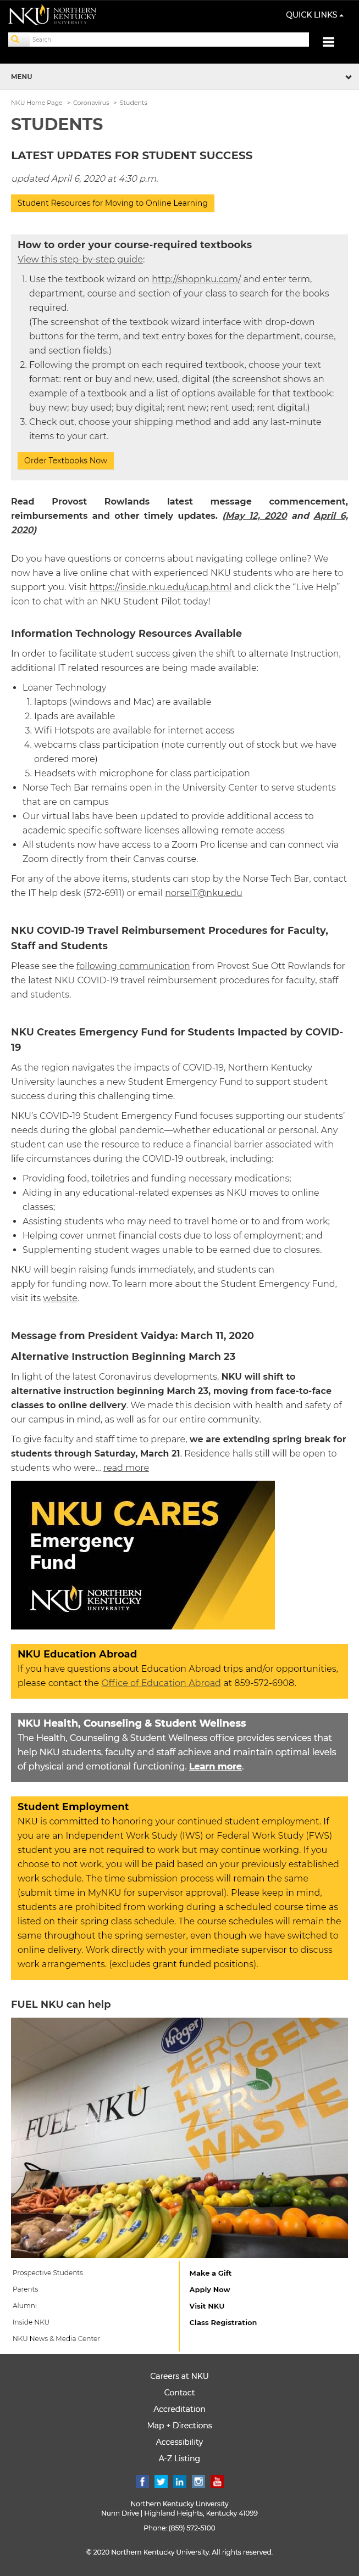 NKU NORTHERN
KENTUCKY
UNIVERSITY
QUICK LINKS
Search
MENU
NKU Home Page > Coronavirus > Students
STUDENTS
LATEST UPDATES FOR STUDENT SUCCESS
updated April 6, 2020 at 4:30 p.m.
Student Resources for Moving to Online Learning
How to order your course-required textbooks
View this step-by-step guide:
1. Use the textbook wizard on http://shopnku.com/ and enter term,
department, course and section of your class to search for the books
required.
(The screenshot of the textbook wizard interface with drop-down
buttons for the term, and text entry boxes for the department, course,
and section fields.)
2. Following the prompt on each required textbook, choose your text
format: rent or buy and new, used, digital (the screenshot shows an
example of a textbook and a list of options available for that textbook:
buy new; buy used; buy digital; rent new; rent used; rent digital.)
3. Check out, choose your shipping method and add any last-minute
items to your cart.
Order Textbooks Now
Read Provost Rowlands latest message commencement,
reimbursements and other timely updates. (May 12, 2020 and April 6,
2020)
Do you have questions or concerns about navigating college online? We
now have a live online chat with experienced NKU students who are here to
support you. Visit https://inside.nku.edu/ucap.html and click the "Live Help"
icon to chat with an NKU Student Pilot today!
Information Technology Resources Available
In order to facilitate student success given the shift to alternate Instruction,
additional IT related resources are being made available:
• Loaner Technology
1. laptops (windows and Mac) are available
2. Ipads are available
3. Wifi Hotspots are available for internet access
4. webcams class participation (note currently out of stock but we have
ordered more)
5. Headsets with microphone for class participation
• Norse Tech Bar remains open in the University Center to serve students
that are on campus
• Our virtual labs have been updated to provide additional access to
academic specific software licenses allowing remote access
• All students now have access to a Zoom Pro license and can connect via
Zoom directly from their Canvas course.
For any of the above items, students can stop by the Norse Tech Bar, contact
the IT help desk (572-6911) or email norseIT@nku.edu
NKU COVID-19 Travel Reimbursement Procedures for Faculty,
Staff and Students
Please see the following communication from Provost Sue Ott Rowlands for
the latest NKU COVID-19 travel reimbursement procedures for faculty, staff
and students.
NKU Creates Emergency Fund for Students Impacted by COVID-
19
As the region navigates the impacts of COVID-19, Northern Kentucky
University launches a new Student Emergency Fund to support student
success during this challenging time.
NKU's COVID-19 Student Emergency Fund focuses supporting our students'
needs during the global pandemic—whether educational or personal. Any
student can use the resource to reduce a financial barrier associated with
life circumstances during the COVID-19 outbreak, including:
• Providing food, toiletries and funding necessary medications;
• Aiding in any educational-related expenses as NKU moves to online
classes;
• Assisting students who may need to travel home or to and from work;
• Helping cover unmet financial costs due to loss of employment; and
• Supplementing student wages unable to be earned due to closures.
NKU will begin raising funds immediately, and students can
apply for funding now. To learn more about the Student Emergency Fund,
visit its website.
Message from President Vaidya: March 11, 2020
Alternative Instruction Beginning March 23
In light of the latest Coronavirus developments, NKU will shift to
alternative instruction beginning March 23, moving from face-to-face
classes to online delivery. We made this decision with health and safety of
our campus in mind, as well as for our entire community.
To give faculty and staff time to prepare, we are extending spring break for
students through Saturday, March 21. Residence halls still will be open to
students who were... read more
NKU CARES
Emergency
Fund
NKU NORTHERN
KENTUCKY
UNIVERSITY
NKU Education Abroad
If you have questions about Education Abroad trips and/or opportunities,
please contact the Office of Education Abroad at 859-572-6908.
NKU Health, Counseling & Student Wellness
The Health, Counseling & Student Wellness office provides services that
help NKU students, faculty and staff achieve and maintain optimal levels
of physical and emotional functioning. Learn more.
Student Employment
NKU is committed to honoring your continued student employment. If
you are an Independent Work Study (IWS) or Federal Work Study (FWS)
student you are not required to work but may continue working. If you
choose to not work, you will be paid based on your previously established
work schedule. The time submission process will remain the same
(submit time in MyNKU for supervisor approval). Please keep in mind,
students are prohibited from working during a scheduled course time as
listed on their spring class schedule. The course schedules will remain the
same throughout the spring semester, even though we have switched to
online delivery. Work directly with your immediate supervisor to discuss
work arrangements. (excludes grant funded positions).
FUEL NKU can help
Kroger
ZERO
HUNGER
ZERO
WASTE
FUEL NKU
Prospective Students
Parents
Alumni
Inside NKU
NKU News & Media Center
Make a Gift
Apply Now
Visit NKU
Class Registration
Careers at NKU
Contact
Accreditation
Map + Directions
Accessibility
A-Z Listing
Northern Kentucky University
Nunn Drive | Highland Heights, Kentucky 41099
Phone: (859) 572-5100
© 2020 Northern Kentucky University. All rights reserved.